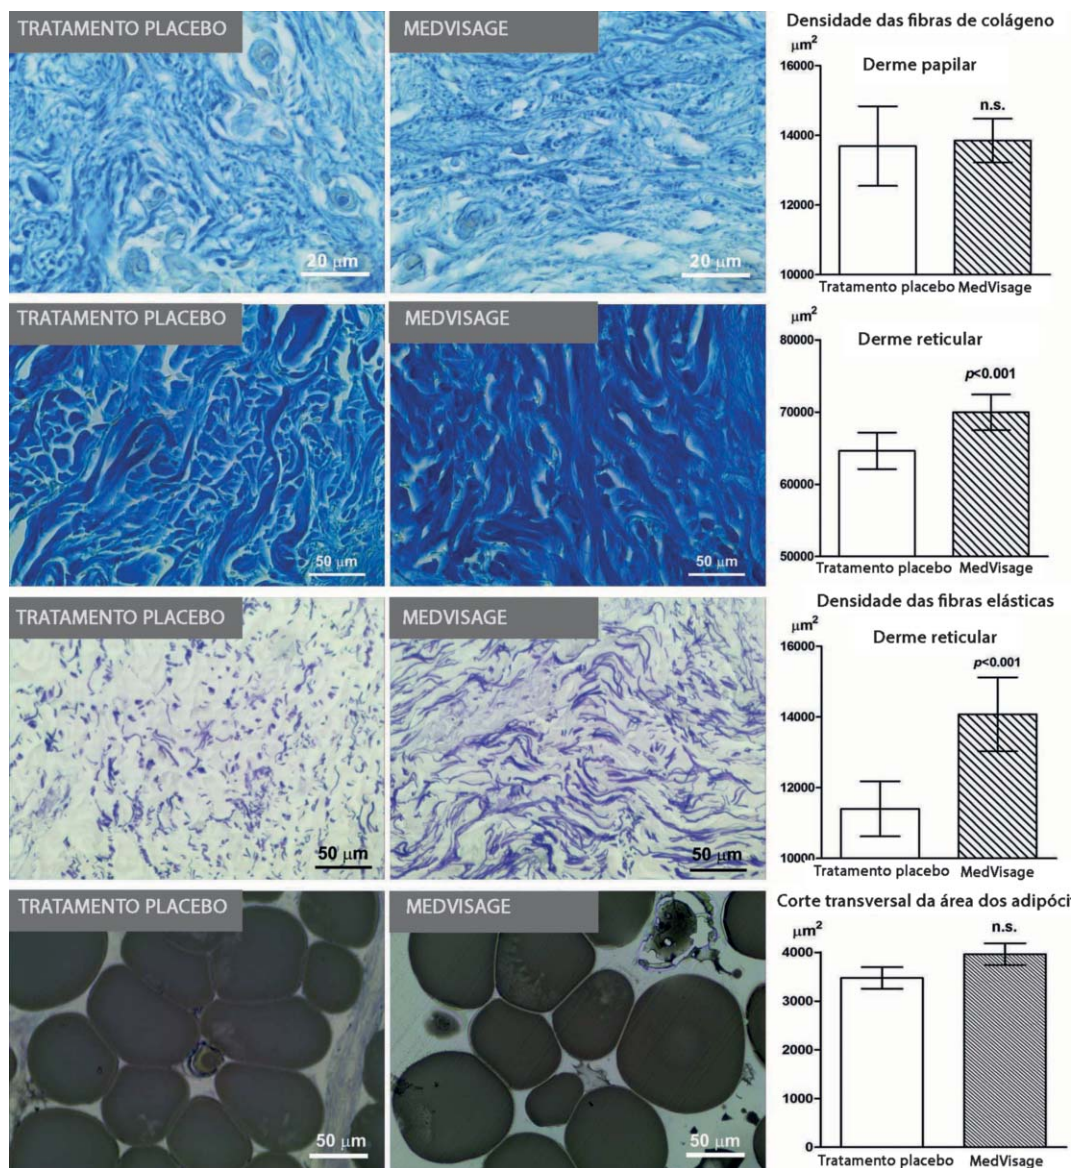 TRATAMENTO PLACEBO
MEDVISAGE
Densidade das fibras de colágeno
μm²
Derme papilar
16000
14000
12000
10000
n.s.
20 μm
20 μm
Tratamento placebo
MedVisage
TRATAMENTO PLACEBO
MEDVISAGE
μm²
Derme reticular
80000
70000
60000
50000
p<0.001
50 μm
50 μm
Tratamento placebo
MedVisage
TRATAMENTO PLACEBO
MEDVISAGE
Densidade das fibras elásticas
μm²
Derme reticular
16000
14000
12000
10000
p<0.001
50 μm
50 μm
Tratamento placebo
MedVisage
TRATAMENTO PLACEBO
MEDVISAGE
Corte transversal da área dos adipócit
μm²
4000
3000
2000
1000
0
n.s.
50 μm
50 μm
Tratamento placebo
MedVisage